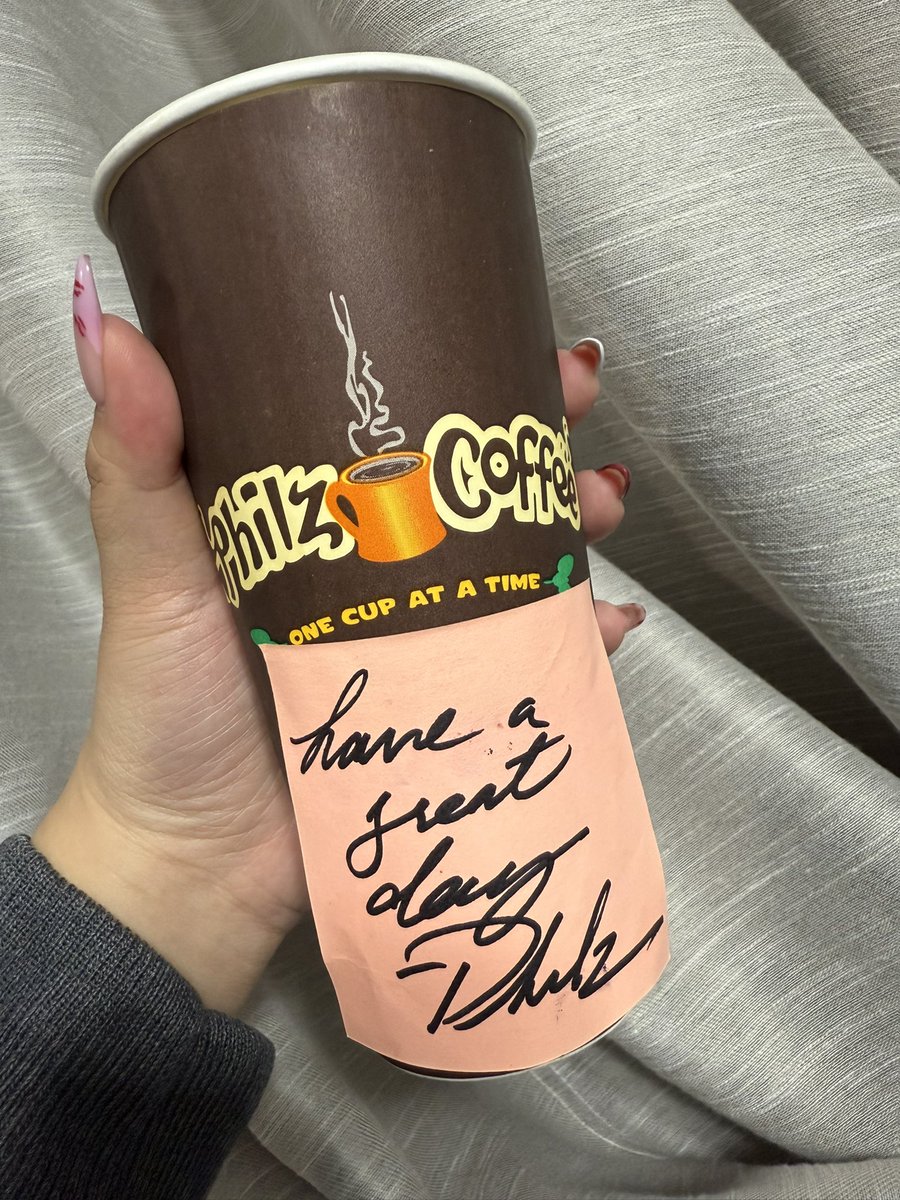 Philz Coffee
ONE CUP AT A TIME
have a
great
day
-Philz